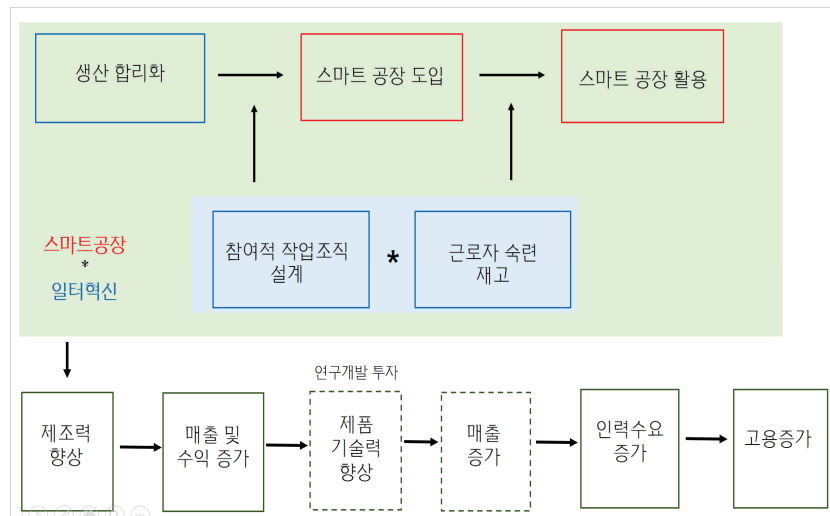 생산 합리화
스마트 공장 도입
스마트 공장 활용
참여적 작업조직
설계
*
근로자 숙련
재고
스마트공장
*
일터혁신
연구개발 투자
제조력
향상
매출 및
수익 증가
제품
기술력
향상
매출
증가
인력수요
증가
고용증가